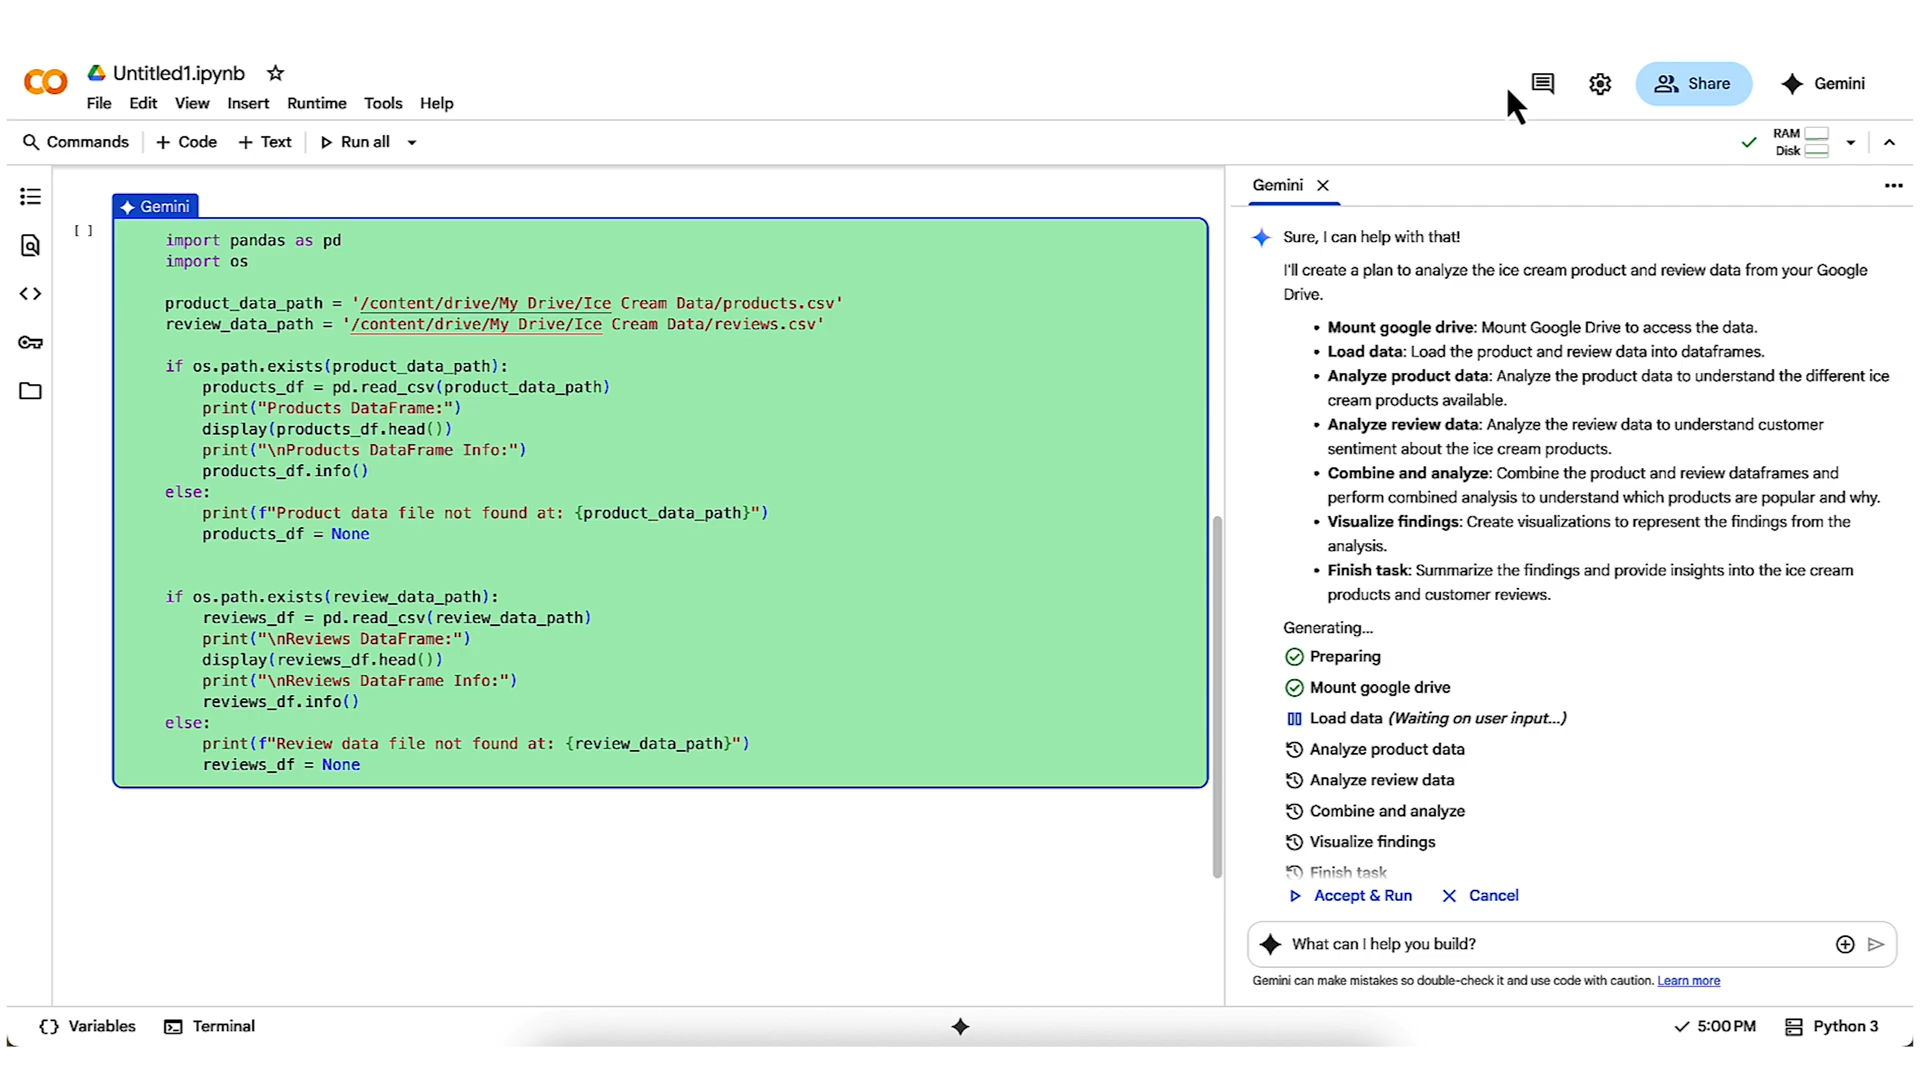 Untitled1.ipynb
File Edit View Insert Runtime Tools Help
Share
Gemini
Commands + Code + Text Run all
RAM
Disk
Gemini
[ ]
import pandas as pd
import os
product_data_path = '/content/drive/My Drive/Ice Cream Data/products.csv'
review_data_path = '/content/drive/My Drive/Ice Cream Data/reviews.csv'
if os.path.exists(product_data_path):
products_df = pd.read_csv(product_data_path)
print("Products DataFrame:")
display(products_df.head())
print("\nProducts DataFrame Info:")
products_df.info()
else:
print(f"Product data file not found at: {product_data_path}")
products_df = None
if os.path.exists(review_data_path):
reviews_df = pd.read_csv(review_data_path)
print("\nReviews DataFrame:")
display(reviews_df.head())
print("\nReviews DataFrame Info:")
reviews_df.info()
else:
print(f"Review data file not found at: {review_data_path}")
reviews_df = None
Gemini
Sure, I can help with that!
I'll create a plan to analyze the ice cream product and review data from your Google
Drive.
• Mount google drive: Mount Google Drive to access the data.
• Load data: Load the product and review data into dataframes.
• Analyze product data: Analyze the product data to understand the different ice
cream products available.
• Analyze review data: Analyze the review data to understand customer
sentiment about the ice cream products.
• Combine and analyze: Combine the product and review dataframes and
perform combined analysis to understand which products are popular and why.
• Visualize findings: Create visualizations to represent the findings from the
analysis.
• Finish task: Summarize the findings and provide insights into the ice cream
products and customer reviews.
Generating...
Preparing
Mount google drive
Load data (Waiting on user input...)
Analyze product data
Analyze review data
Combine and analyze
Visualize findings
Finish task
Accept & Run
Cancel
What can I help you build?
Gemini can make mistakes so double-check it and use code with caution. Learn more
Variables
Terminal
5:00 PM
Python 3